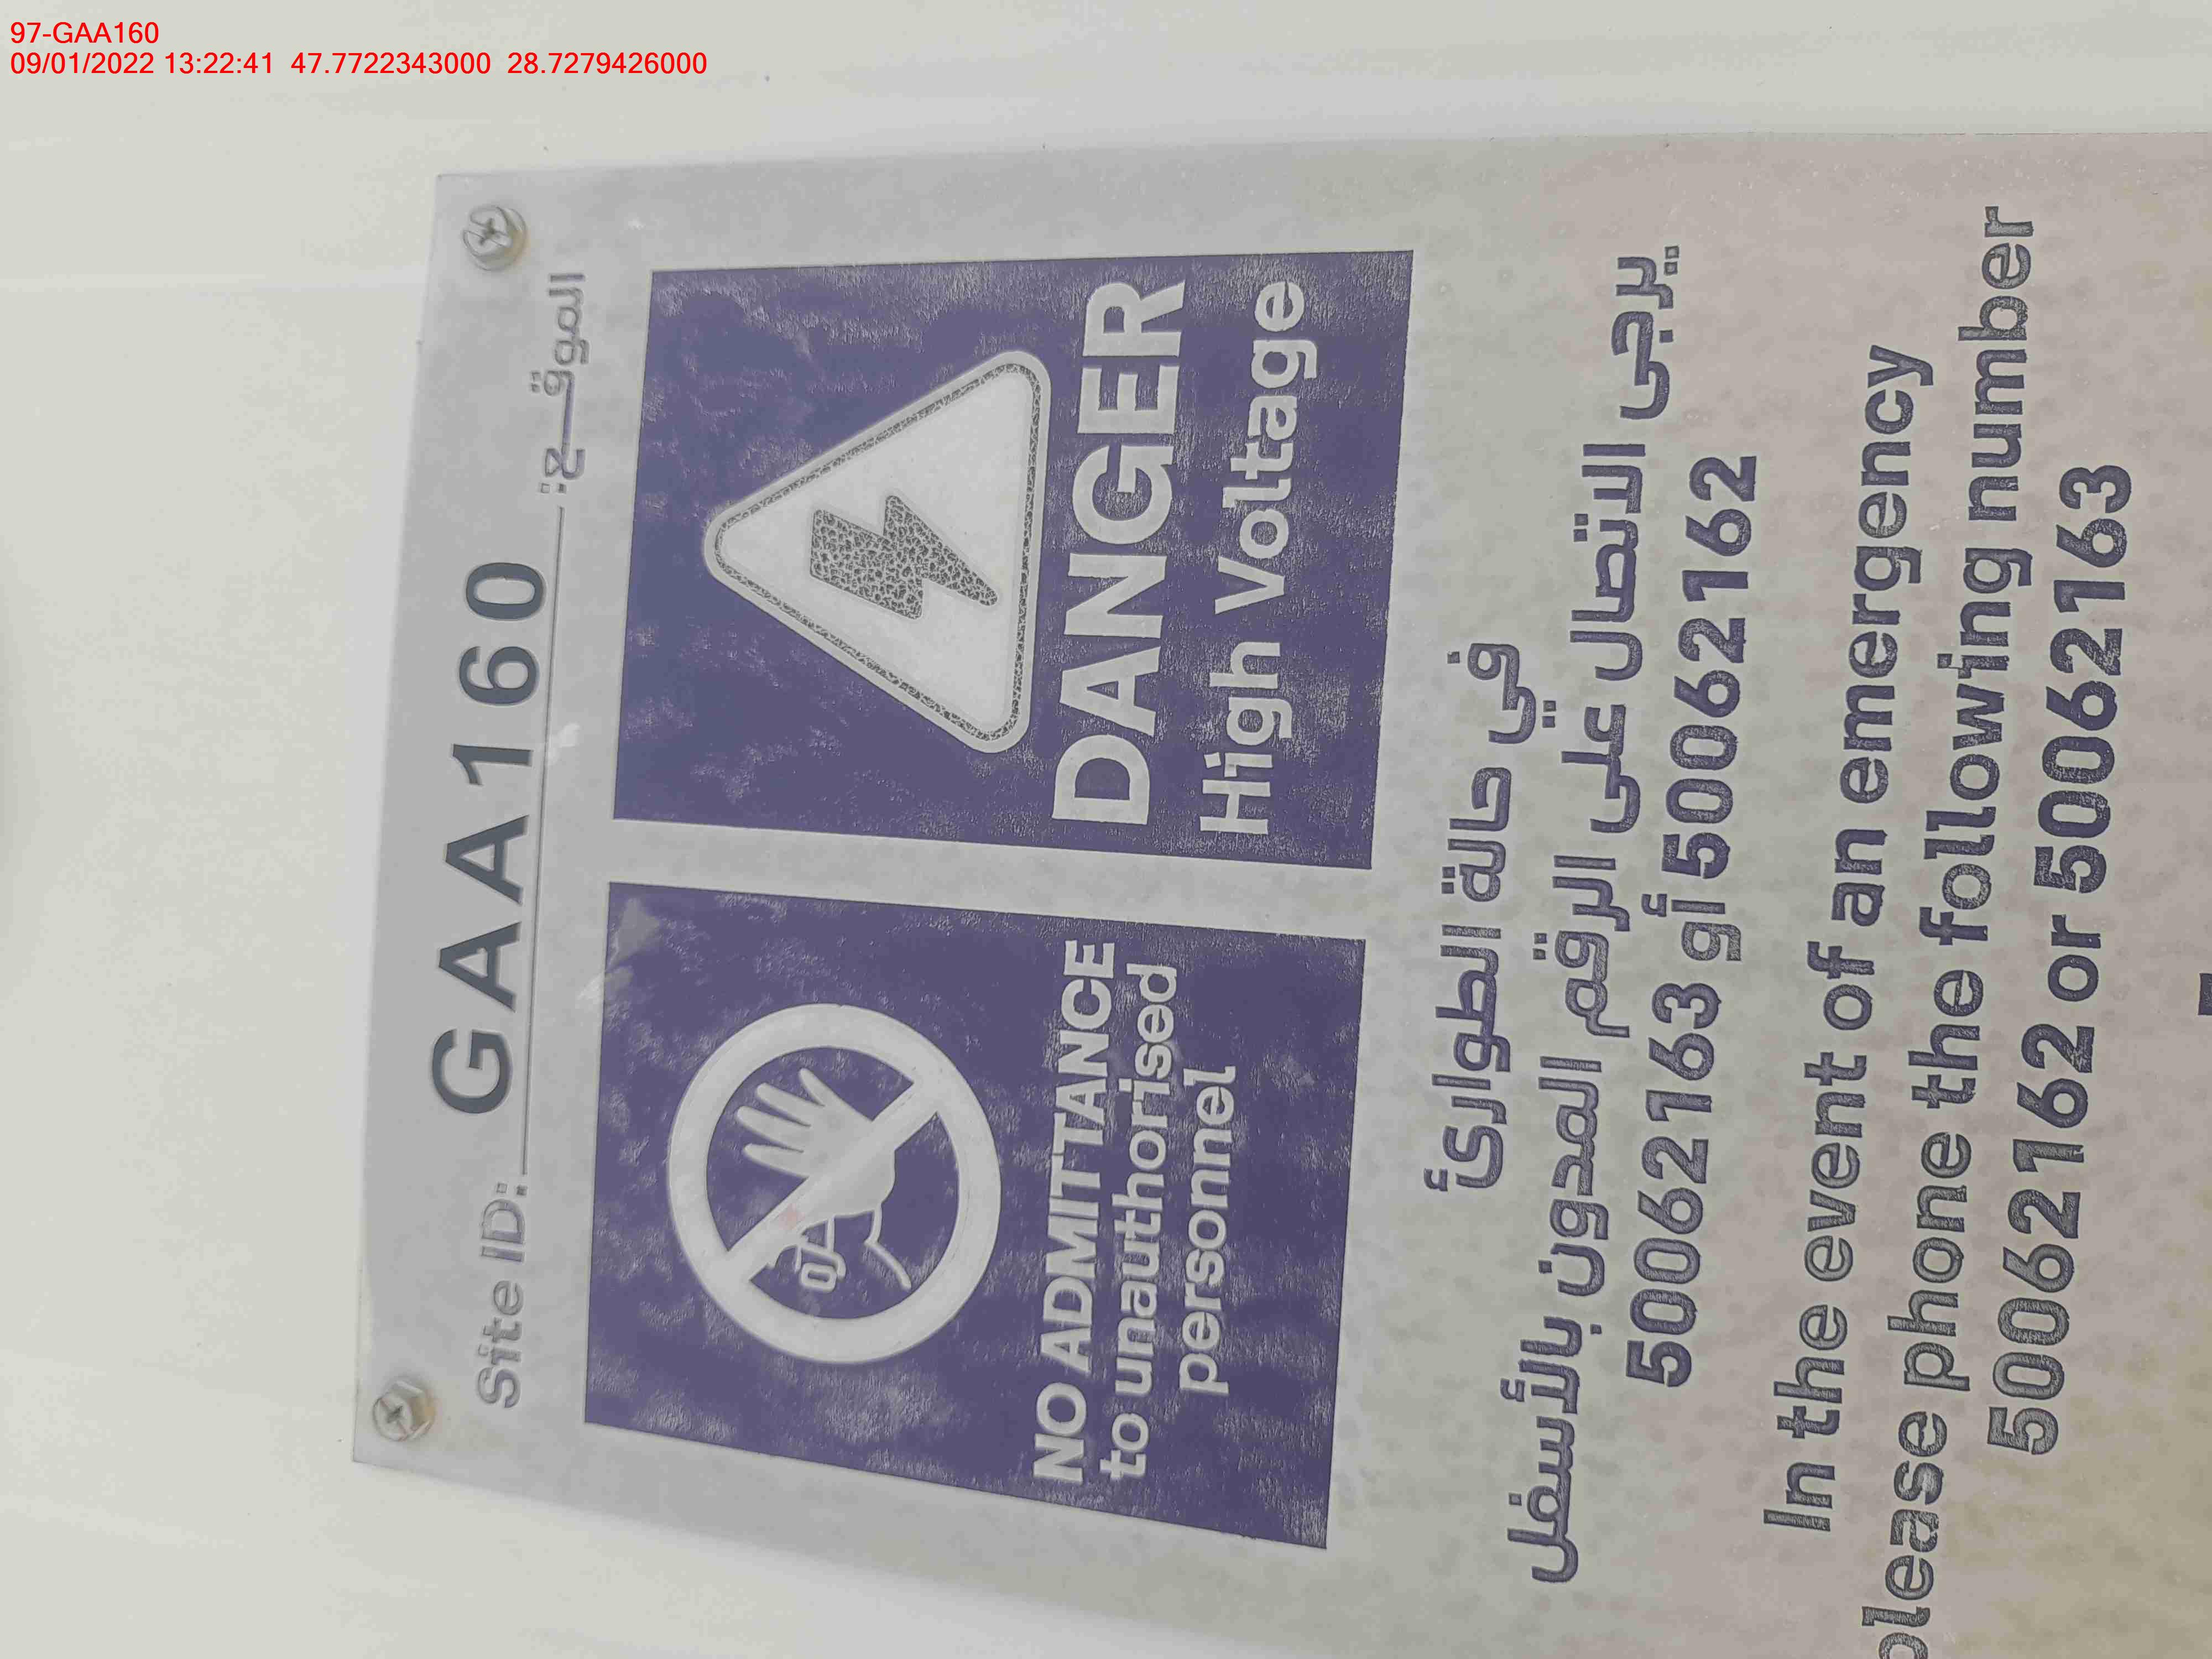 97-GAA160
09/01/2022 13:22:41 47.7722343000 28.7279426000
Site ID: GAA160 الموقـــع:
NO ADMITTANCE
to unauthorised
personnel
DANGER
High Voltage
في حالة الطوارئ
يرجى الاتصال على الرقم المدون بالأسفل
50062163 أو 50062162
In the event of an emergency
please phone the following number
50062162 or 50062163